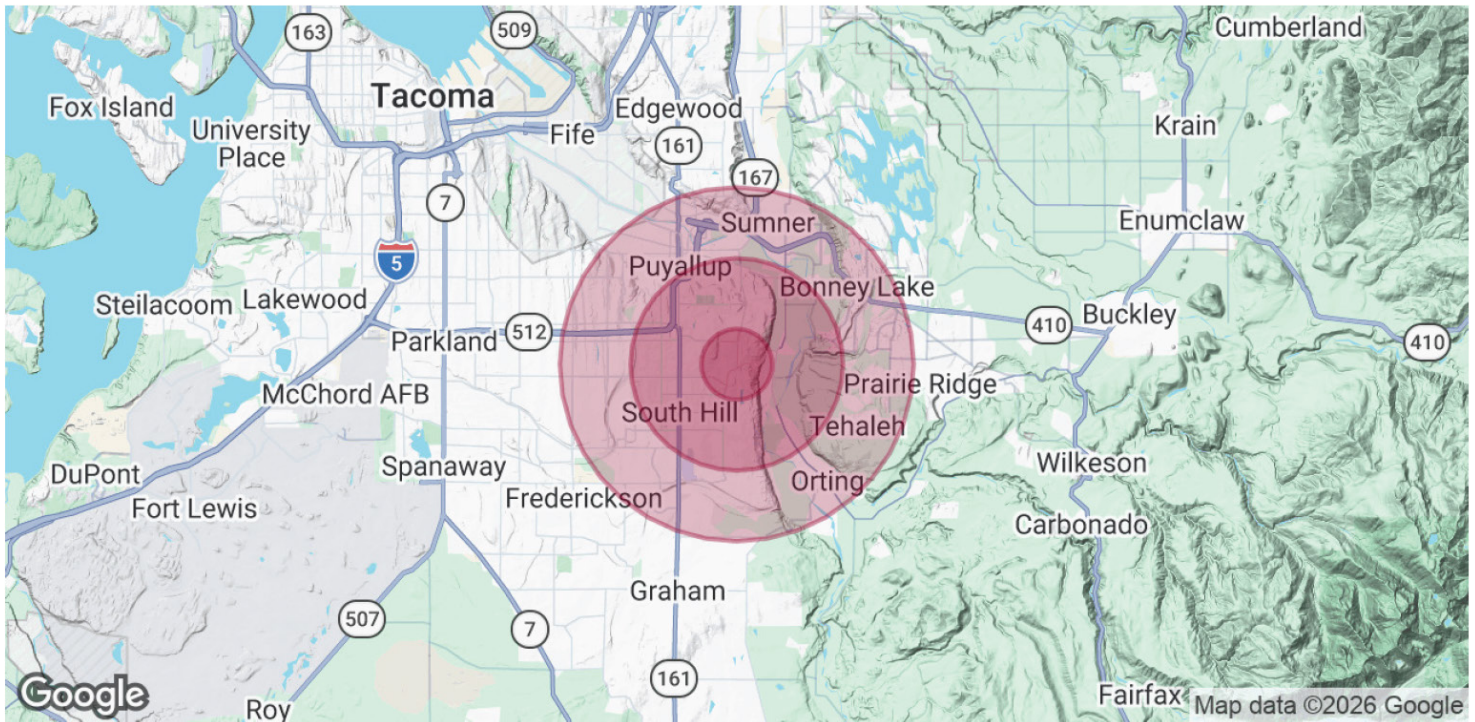 Cumberland
163
509
Tacoma
Fox Island
Edgewood
University
Place
Fife
161
Krain
167
7
Sumner
Enumclaw
5
Puyallup
Bonney Lake
Steilacoom
Lakewood
Buckley
410
512
Parkland
410
McChord AFB
Prairie Ridge
South Hill
Tehaleh
DuPont
Spanaway
Wilkeson
Orting
Fort Lewis
Frederickson
Carbonado
Graham
507
7
161
Google
Roy
Fairfax
Map data ©2026 Google